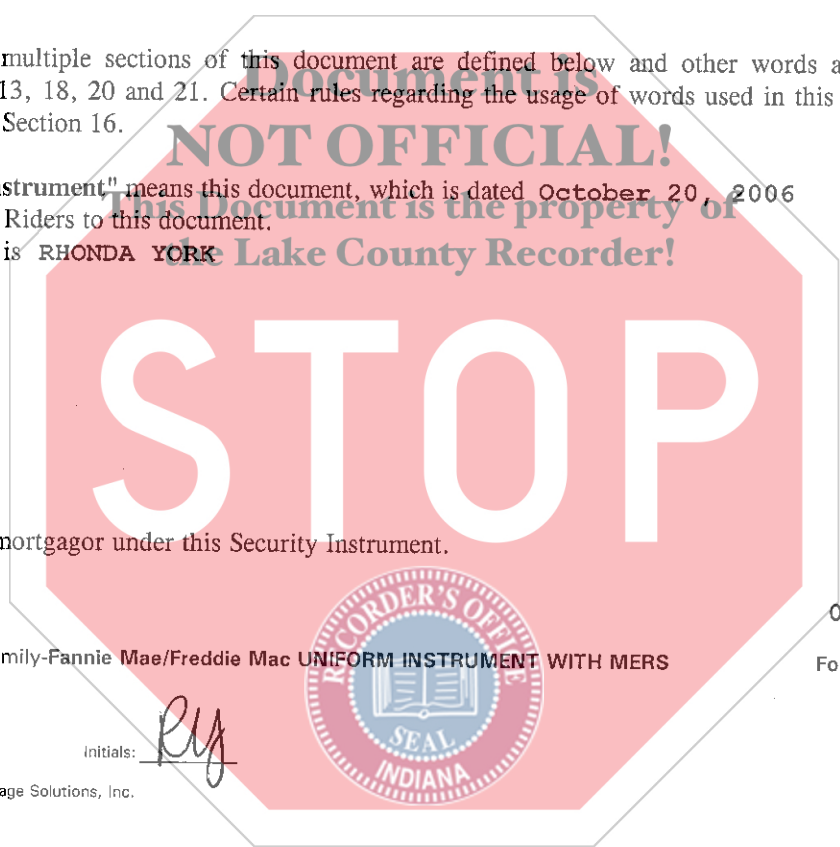 multiple sections of this document are defined below and other words a
Document is
13, 18, 20 and 21. Certain rules regarding the usage of words used in this
Section 16.
NOT OFFICIAL!
strument" means this document, which is dated October 20, 2006
This Document is the property of
Riders to this document.
is RHONDA YORK
the Lake County Recorder!
STOP
mortgagor under this Security Instrument.
RECORDER'S OFFICE
mily-Fannie Mae/Freddie Mac UNIFORM INSTRUMENT WITH MERS
Fo
SEAL
Initials: RY
INDIANA
age Solutions, Inc.